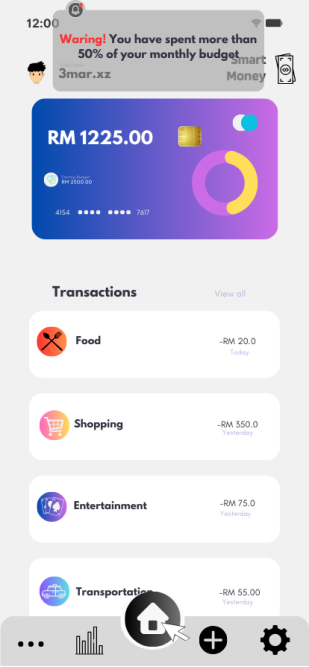 12:00
Waring! You have spent more than
50% of your monthly budget
3mar.xz
Smart
Money
RM 1225.00
RM 2500.00
4154 •••• •••• 7617
Transactions
View all
Food
-RM 20.0
Today
Shopping
-RM 350.0
Yesterday
Entertainment
-RM 75.0
Yesterday
Transportation
-RM 55.00
Yesterday